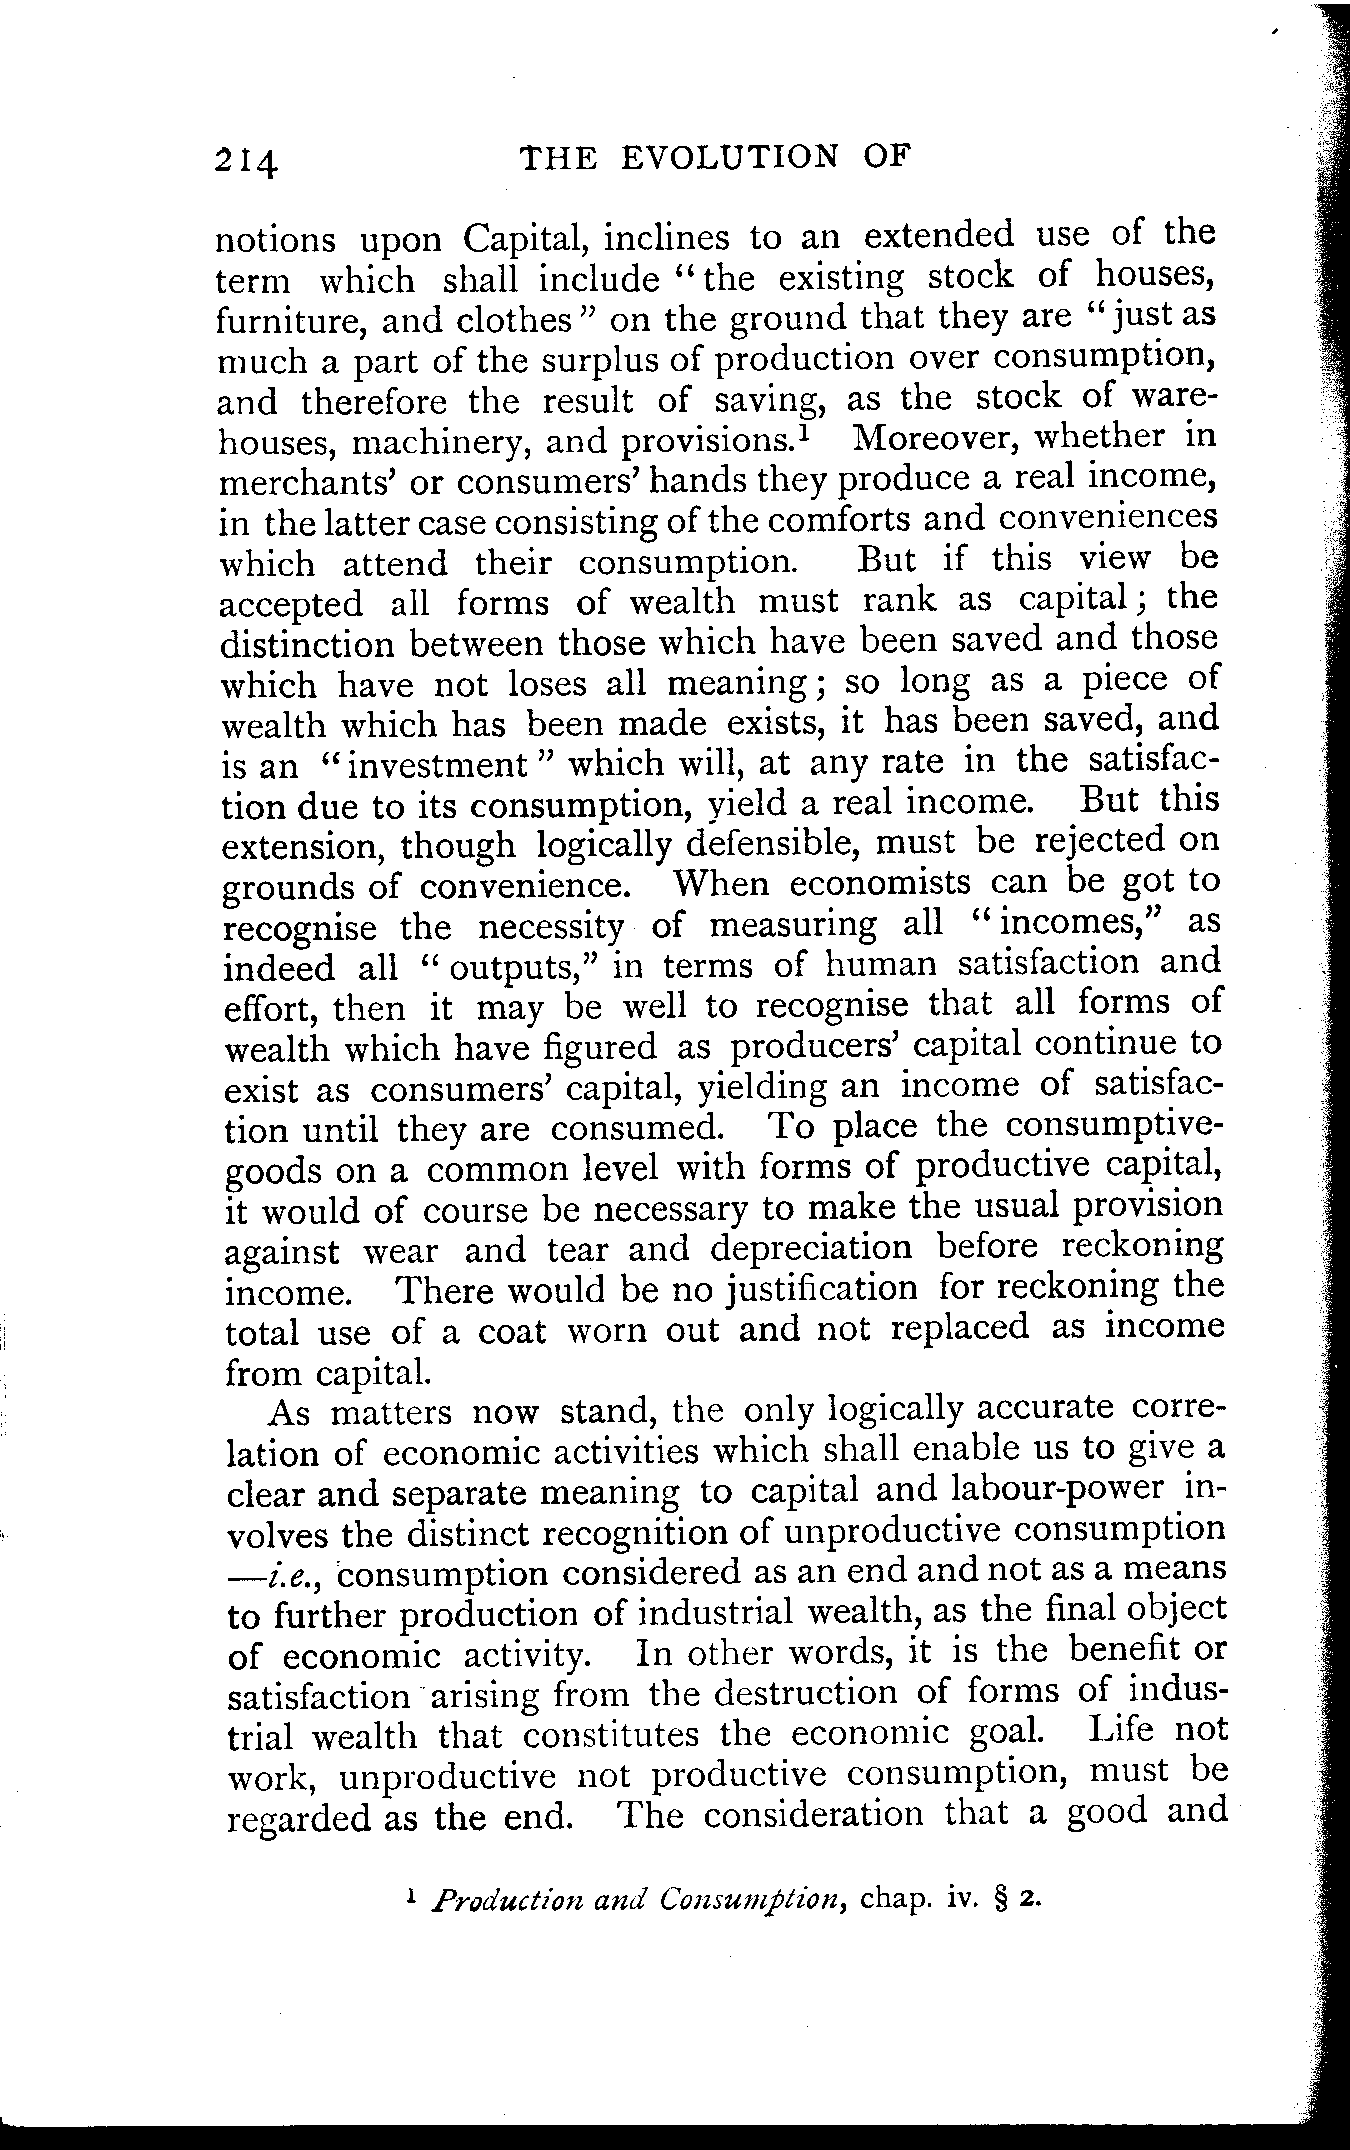 214 THE EVOLUTION OF
notions upon Capital, inclines to an extended use of the
term which shall include “the existing stock of houses,
furniture, and clothes” on the ground that they are “just as
much a part of the surplus of production over consumption,
and therefore the result of saving, as the stock of ware-
houses, machinery, and provisions.¹ Moreover, whether in
merchants’ or consumers’ hands they produce a real income,
in the latter case consisting of the comforts and conveniences
which attend their consumption. But if this view be
accepted all forms of wealth must rank as capital; the
distinction between those which have been saved and those
which have not loses all meaning; so long as a piece of
wealth which has been made exists, it has been saved, and
is an “investment” which will, at any rate in the satisfac-
tion due to its consumption, yield a real income. But this
extension, though logically defensible, must be rejected on
grounds of convenience. When economists can be got to
recognise the necessity of measuring all “incomes,” as
indeed all “outputs,” in terms of human satisfaction and
effort, then it may be well to recognise that all forms of
wealth which have figured as producers’ capital continue to
exist as consumers’ capital, yielding an income of satisfac-
tion until they are consumed. To place the consumptive-
goods on a common level with forms of productive capital,
it would of course be necessary to make the usual provision
against wear and tear and depreciation before reckoning
income. There would be no justification for reckoning the
total use of a coat worn out and not replaced as income
from capital.
As matters now stand, the only logically accurate corre-
lation of economic activities which shall enable us to give a
clear and separate meaning to capital and labour-power in-
volves the distinct recognition of unproductive consumption
—i.e., consumption considered as an end and not as a means
to further production of industrial wealth, as the final object
of economic activity. In other words, it is the benefit or
satisfaction arising from the destruction of forms of indus-
trial wealth that constitutes the economic goal. Life not
work, unproductive not productive consumption, must be
regarded as the end. The consideration that a good and
¹ Production and Consumption, chap. iv. § 2.